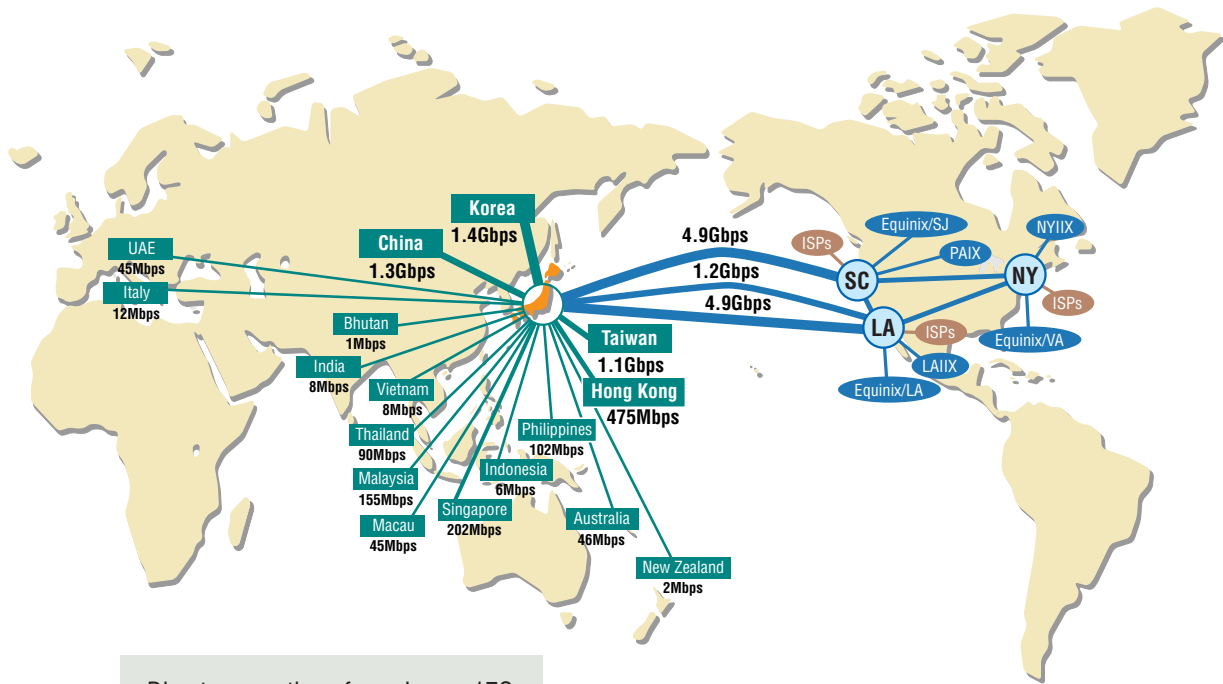 Korea
1.4Gbps
China
1.3Gbps
UAE
45Mbps
Italy
12Mbps
Bhutan
1Mbps
India
8Mbps
Vietnam
8Mbps
Thailand
90Mbps
Malaysia
155Mbps
Macau
45Mbps
Singapore
202Mbps
Indonesia
6Mbps
Philippines
102Mbps
Australia
46Mbps
New Zealand
2Mbps
Taiwan
1.1Gbps
Hong Kong
475Mbps
4.9Gbps
1.2Gbps
4.9Gbps
ISPs
Equinix/SJ
PAIX
NYIIX
SC
NY
ISPs
LA
ISPs
Equinix/VA
LAIIX
Equinix/LA